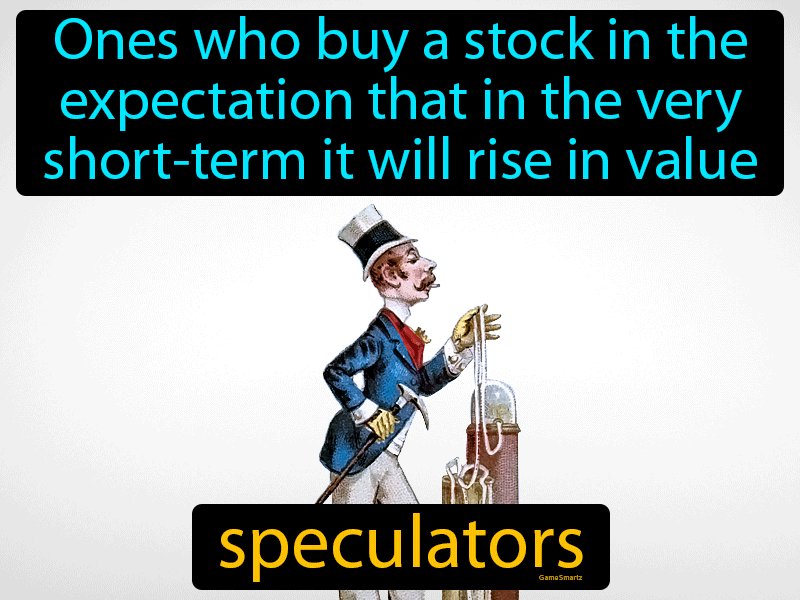 Ones who buy a stock in the
expectation that in the very
short-term it will rise in value
speculators
GameSmartz